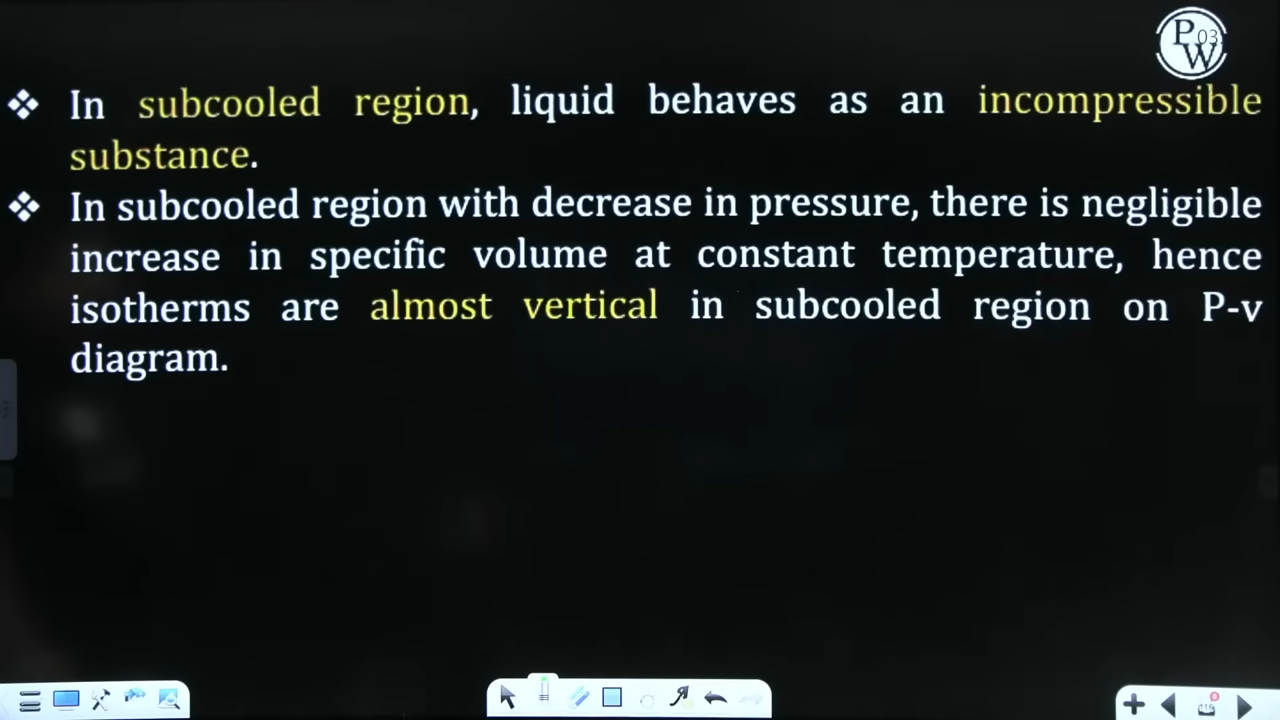 P W 03
❖ In subcooled region, liquid behaves as an incompressible
substance.
❖ In subcooled region with decrease in pressure, there is negligible
increase in specific volume at constant temperature, hence
isotherms are almost vertical in subcooled region on P-v
diagram.